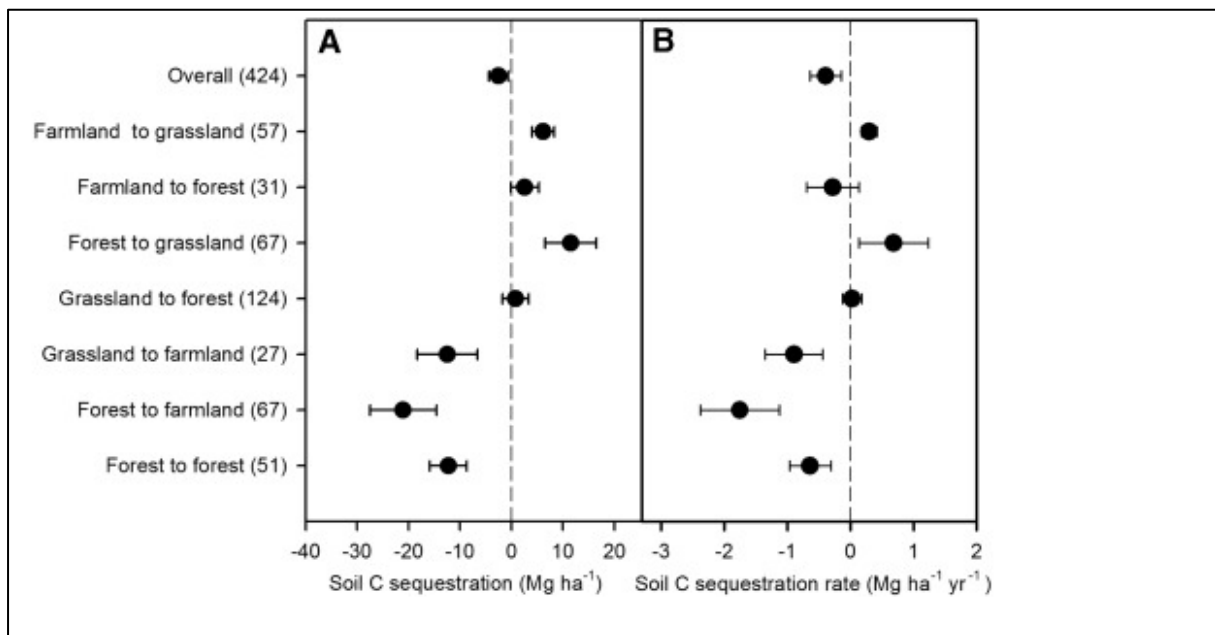 A
B
Overall (424)
Farmland  to grassland (57)
Farmland to forest (31)
Forest to grassland (67)
Grassland to forest (124)
Grassland to farmland (27)
Forest to farmland (67)
Forest to forest (51)
-40 -30 -20 -10 0 10 20
-3 -2 -1 0 1 2
Soil C sequestration (Mg ha⁻¹)
Soil C sequestration rate (Mg ha⁻¹ yr⁻¹)